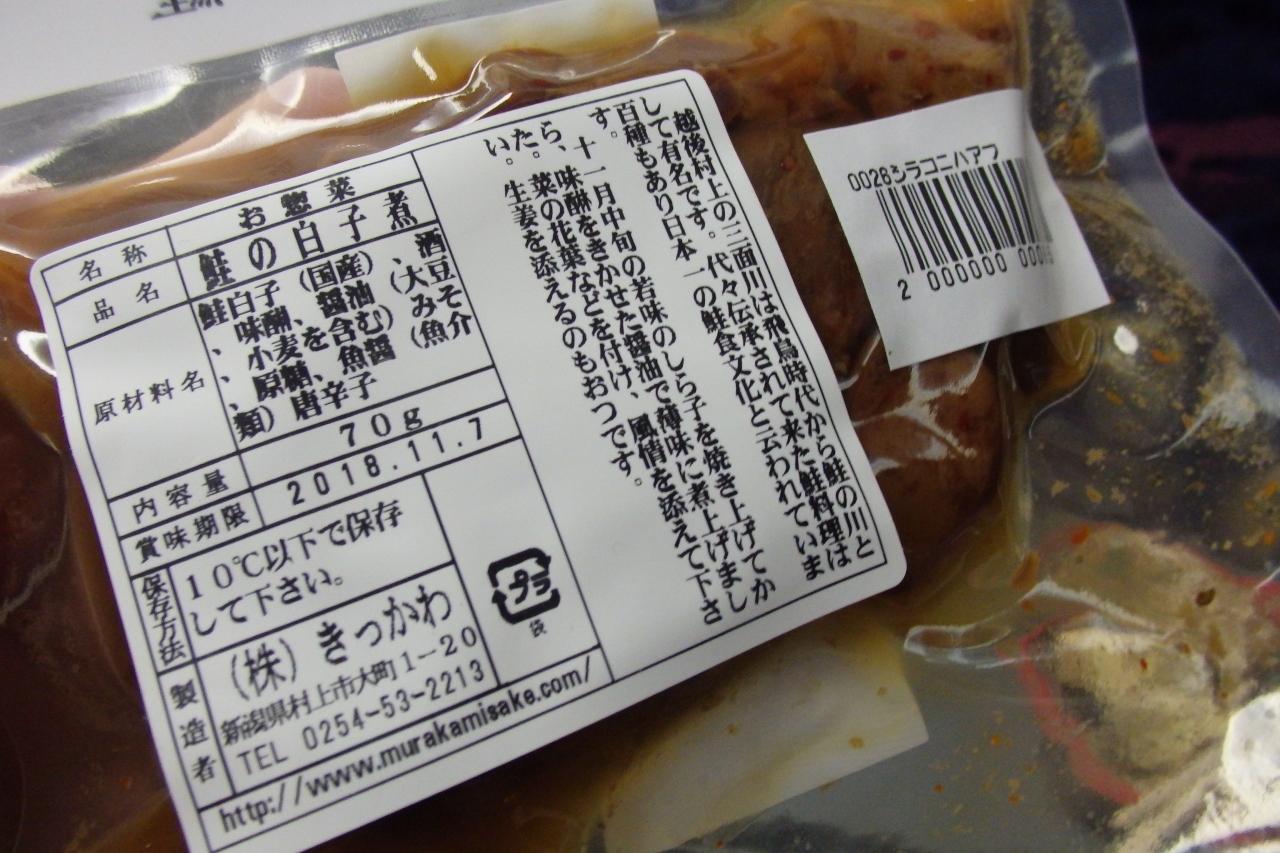 名称 お惣菜
品名 鮭の白子煮
原材料名 鮭白子(国産)、酒
、味醂、醤油(大豆
、小麦を含む)、みそ
、原糖、魚醤(魚介
類)唐辛子
内容量 70g
賞味期限 2018.11.7
保存方法 10℃以下で保存
して下さい。
製造者 (株)きっかわ
新潟県村上市大町1-20
TEL 0254-53-2213
http://www.murakamisake.com/
プラ
袋
越後村上の三面川は飛鳥時代から鮭の川と
して有名です。代々伝承されて来た鮭料理は
百種もあり日本一の鮭食文化と云われていま
す。
十一月中旬の若味のしら子を焼き上げてか
ら、味醂をきかせた醤油で薄味に煮上げまし
た。菜の花葉などを付け、風情を添えて下さ
い。生姜を添えるのもおつです。
0026シラコニハアフ
2 000000 000